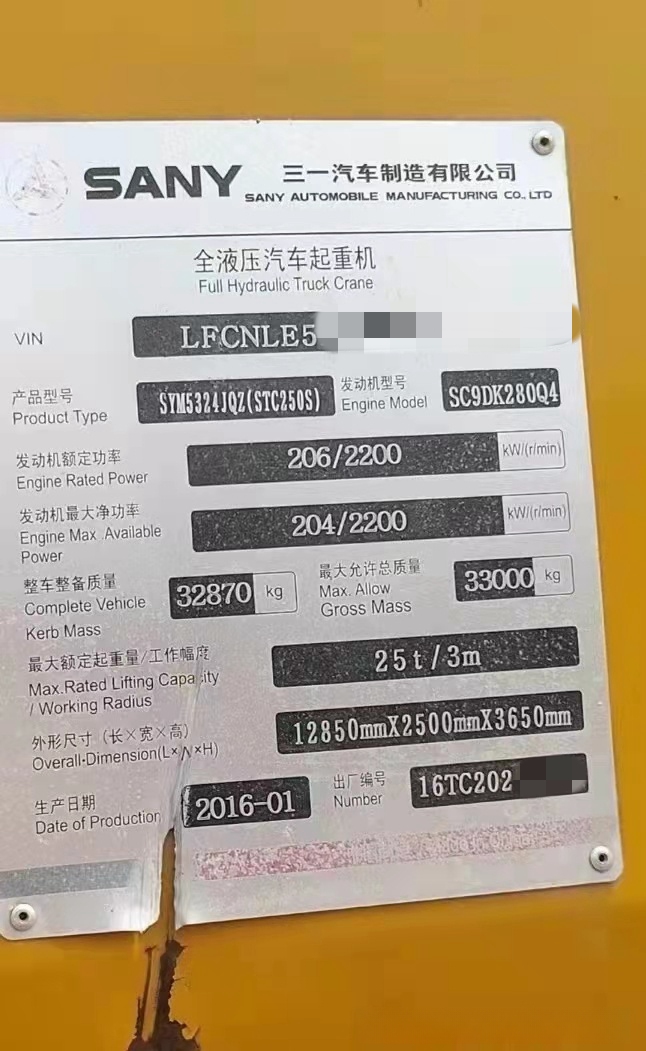 SANY 三一汽车制造有限公司
SANY AUTOMOBILE MANUFACTURING CO., LTD
全液压汽车起重机
Full Hydraulic Truck Crane
VIN LFCNLE5
产品型号 SYM5324JQZ(STC250S) 发动机型号 SC9DK280Q4
Product Type Engine Model
发动机额定功率 206/2200 kW/(r/min)
Engine Rated Power
发动机最大净功率 204/2200 kW/(r/min)
Engine Max Available
Power
整车整备质量 32870 kg 最大允许总质量 33000 kg
Complete Vehicle Max. Allow
Kerb Mass Gross Mass
最大额定起重量/工作幅度 25t/3m
Max.Rated Lifting Capacity
/ Working Radius
外形尺寸（长×宽×高） 12850mmX2500mmX3650mm
Overall-Dimension(L×W×H)
生产日期 2016-01 出厂编号 16TC202
Date of Production Number